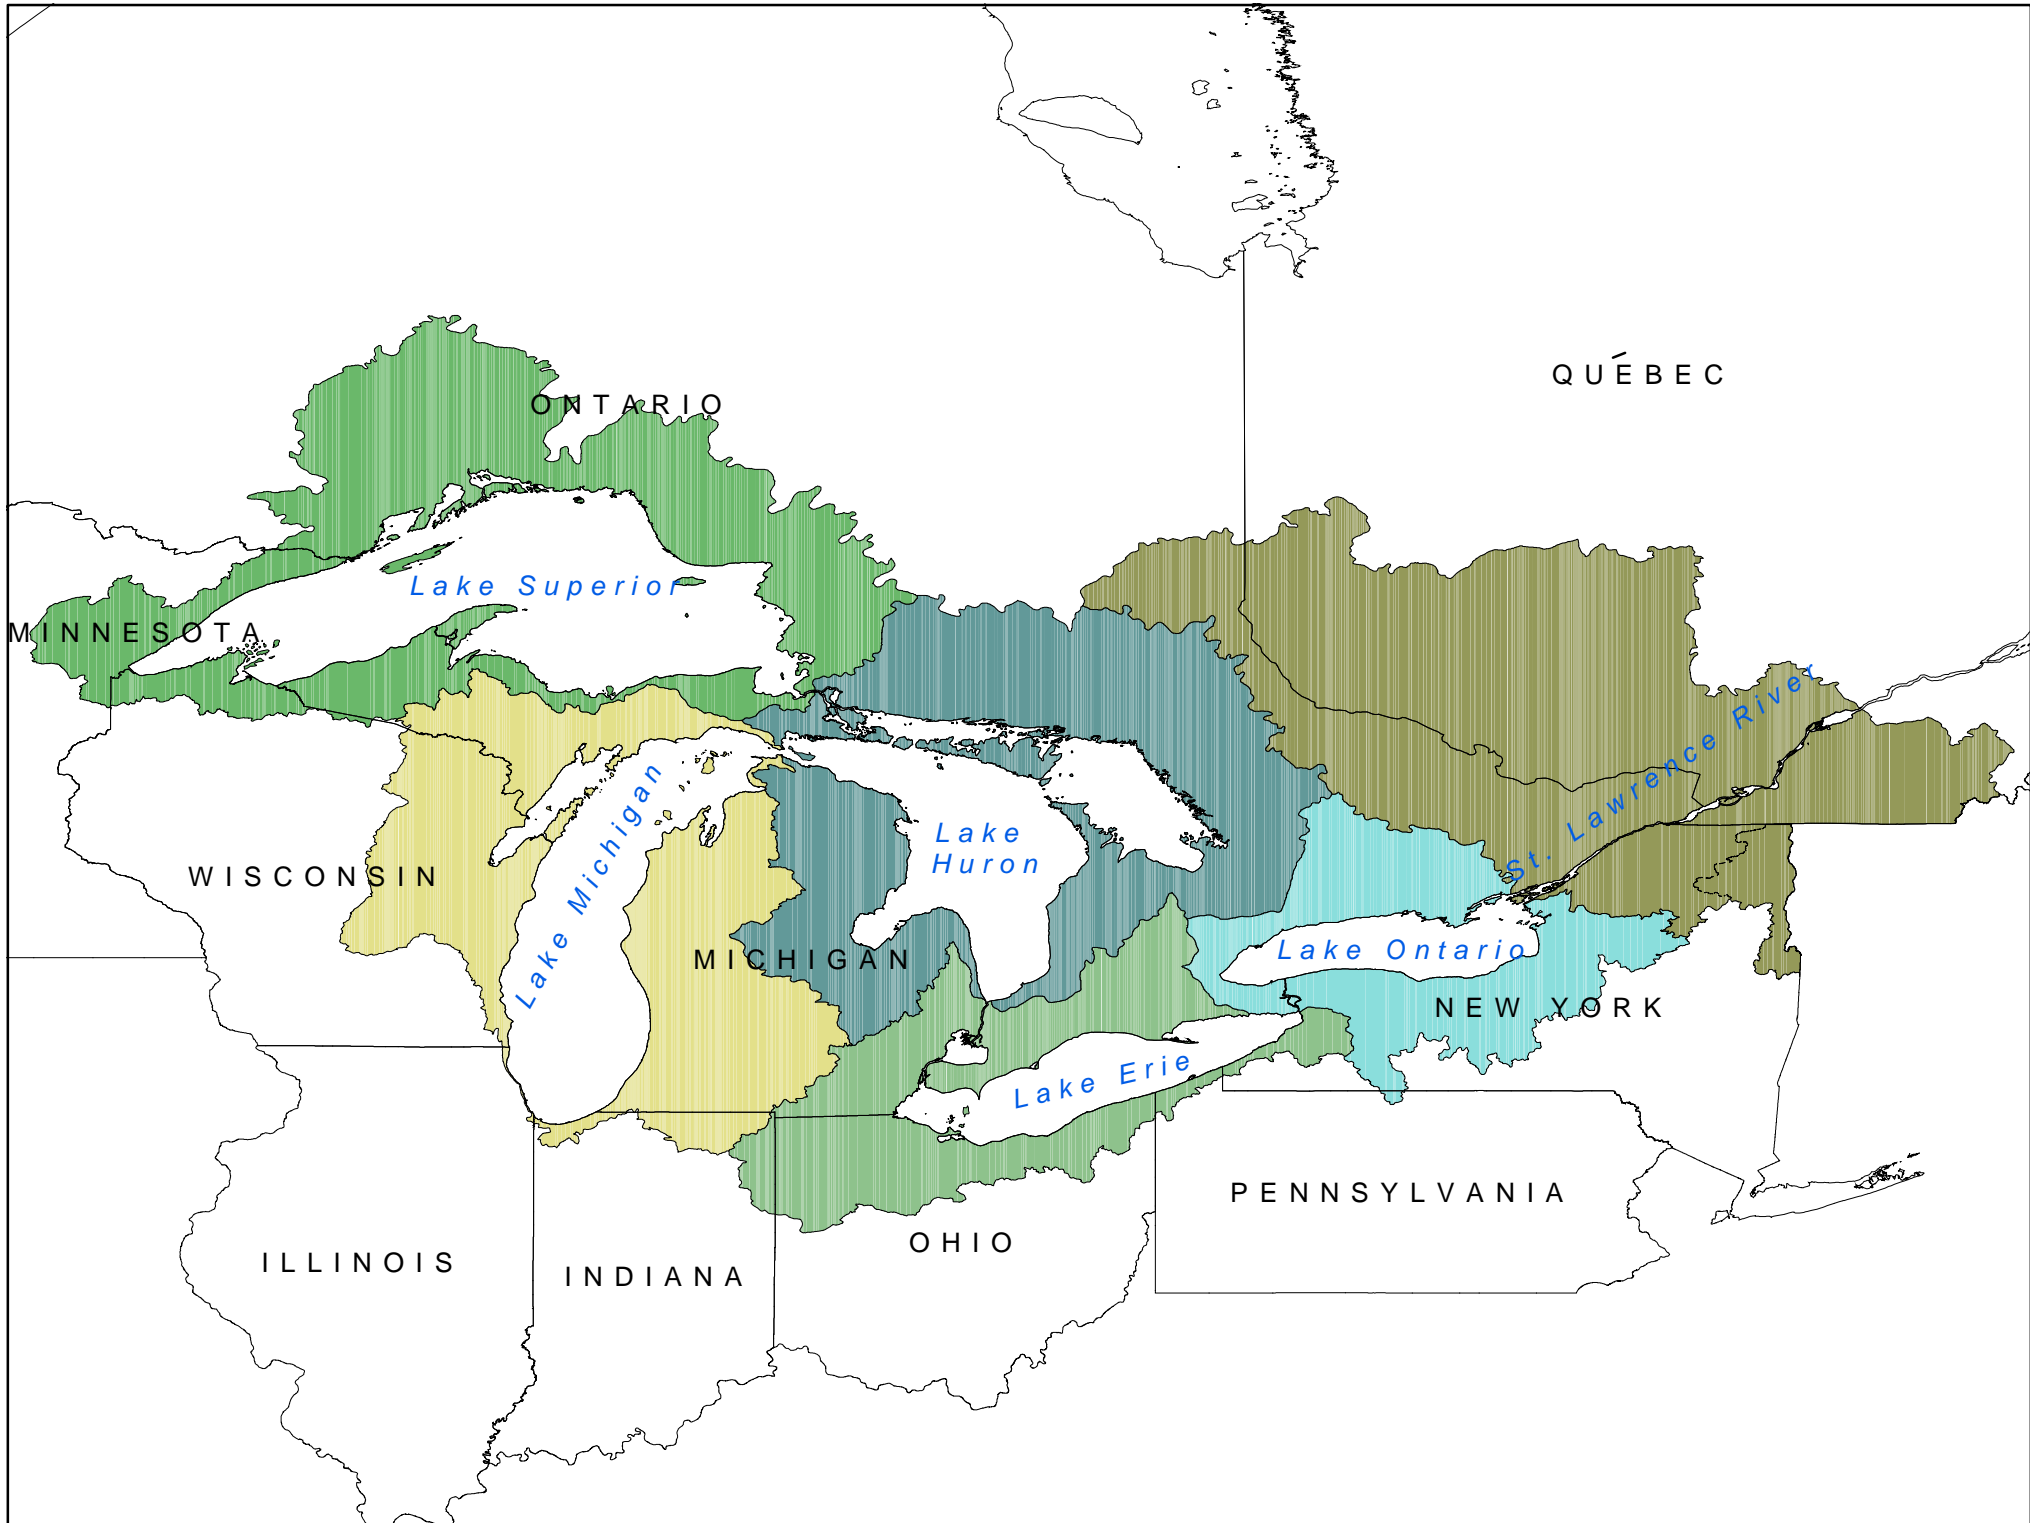 QUÉBEC
ONTARIO
Lake Superior
MINNESOTA
St. Lawrence River
Lake Michigan
Lake
Huron
WISCONSIN
MICHIGAN
Lake Ontario
NEW YORK
Lake Erie
PENNSYLVANIA
OHIO
ILLINOIS
INDIANA